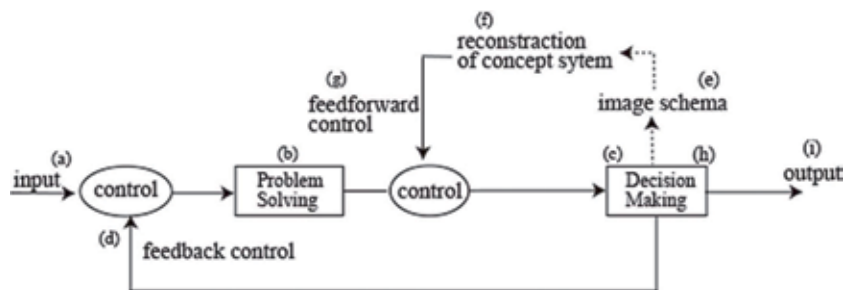 (f)
reconstraction
of concept sytem
(g)
feedforward
control
(e)
image schema
(a)
input
control
(b)
Problem
Solving
control
(c)
(h)
Decision
Making
(i)
output
(d)
feedback control